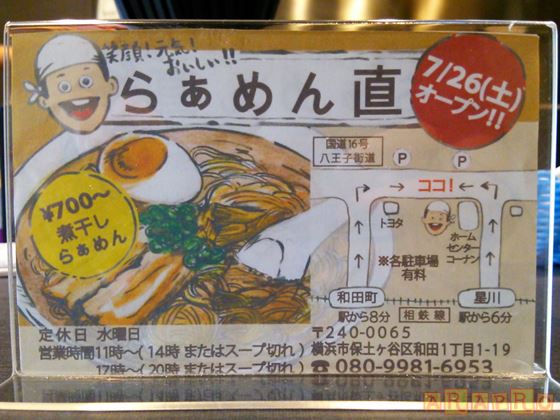 笑顔!元気!
おいしい!!
らぁめん 直
7/26(土)
オープン!!
¥700～
煮干し
らぁめん
国道16号
八王子街道
P
P
ココ!
トヨタ
ホーム
センター
コーナン
※各駐車場
有料
和田町
相鉄線
星川
駅から8分
駅から6分
定休日 水曜日
営業時間11時～(14時 またはスープ切れ)
17時～(20時 またはスープ切れ)
〒240-0065
横浜市保土ヶ谷区和田1丁目1-19
☎080-9981-6953
ARAPRO